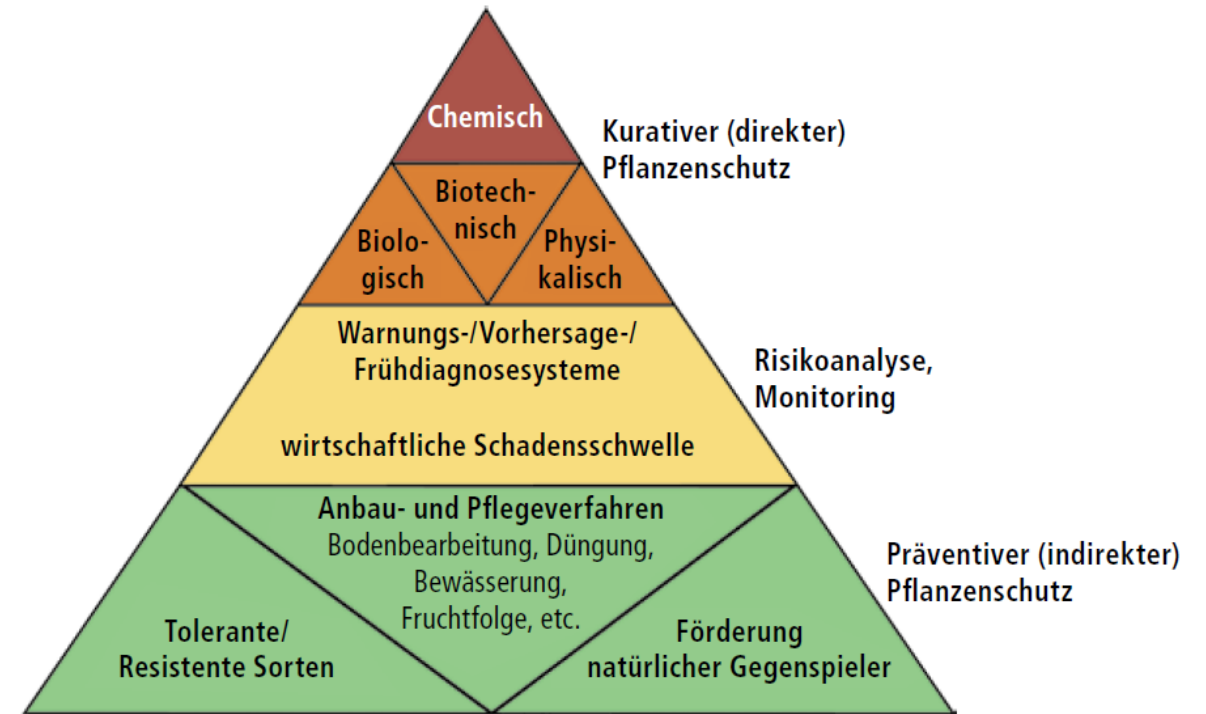 Chemisch
Kurativer (direkter)
Pflanzenschutz
Biotech-
nisch
Biolo-
gisch
Physi-
kalisch
Warnungs-/Vorhersage-/
Frühdiagnosesysteme
wirtschaftliche Schadensschwelle
Risikoanalyse,
Monitoring
Anbau- und Pflegeverfahren
Bodenbearbeitung, Düngung,
Bewässerung,
Fruchtfolge, etc.
Tolerante/
Resistente Sorten
Förderung
natürlicher Gegenspieler
Präventiver (indirekter)
Pflanzenschutz